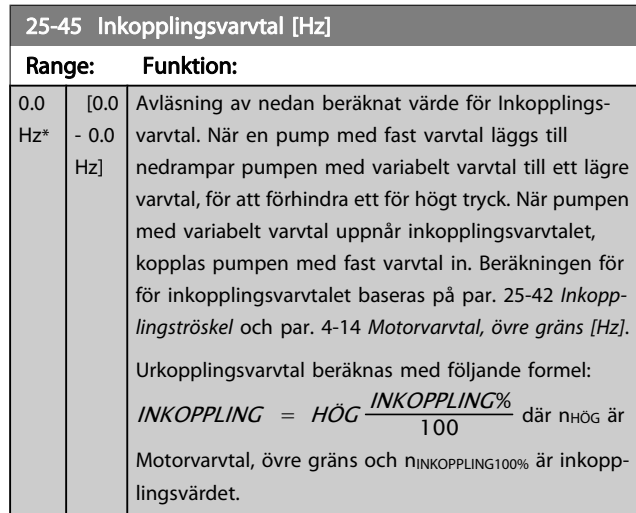 25-45 Inkopplingsvarvtal [Hz]
Range: Funktion:
0.0 [0.0 Avläsning av nedan beräknat värde för Inkopplings-
Hz* - 0.0 varvtal. När en pump med fast varvtal läggs till
Hz] nedrampar pumpen med variabelt varvtal till ett lägre
varvtal, för att förhindra ett för högt tryck. När pumpen
med variabelt varvtal uppnår inkopplingsvarvtalet,
kopplas pumpen med fast varvtal in. Beräkningen för
för inkopplingsvarvtalet baseras på par. 25-42 Inkopp-
lingströskel och par. 4-14 Motorvarvtal, övre gräns [Hz].
Urkopplingsvarvtal beräknas med följande formel:
INKOPPLING = HÖG INKOPPLING% / 100 där nHÖG är
Motorvarvtal, övre gräns och nINKOPPLING100% är inkopp-
lingsvärdet.